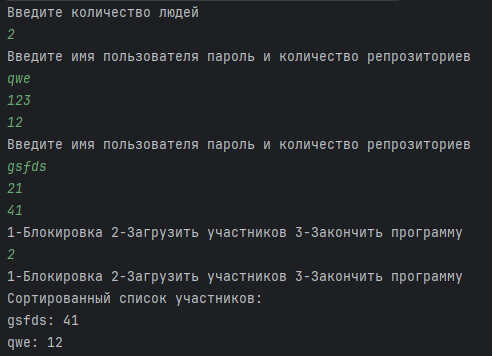 Введите количество людей
2
Введите имя пользователя пароль и количество репрозиториев
qwe
123
12
Введите имя пользователя пароль и количество репрозиториев
gsfds
21
41
1-Блокировка 2-Загрузить участников 3-Закончить программу
2
1-Блокировка 2-Загрузить участников 3-Закончить программу
Сортированный список участников:
gsfds: 41
qwe: 12